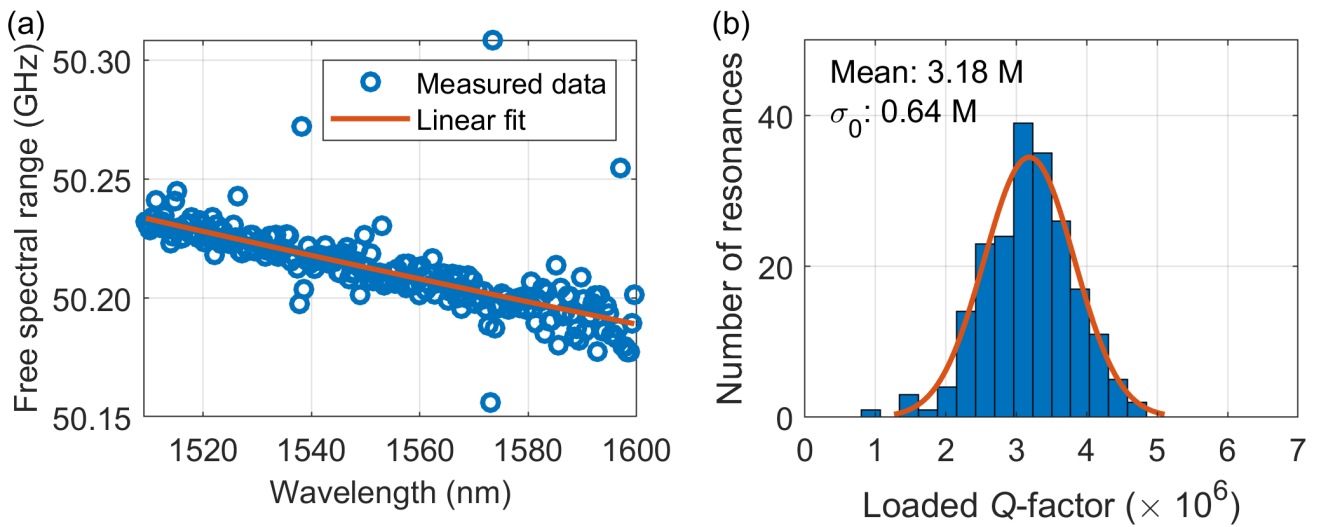 (a)
Free spectral range (GHz)
50.30
50.25
50.20
50.15
Measured data
Linear fit
1520
1540
1560
1580
1600
Wavelength (nm)
(b)
Number of resonances
40
20
0
Mean: 3.18 M
σ₀: 0.64 M
0
1
2
3
4
5
6
7
Loaded Q-factor (× 10⁶)